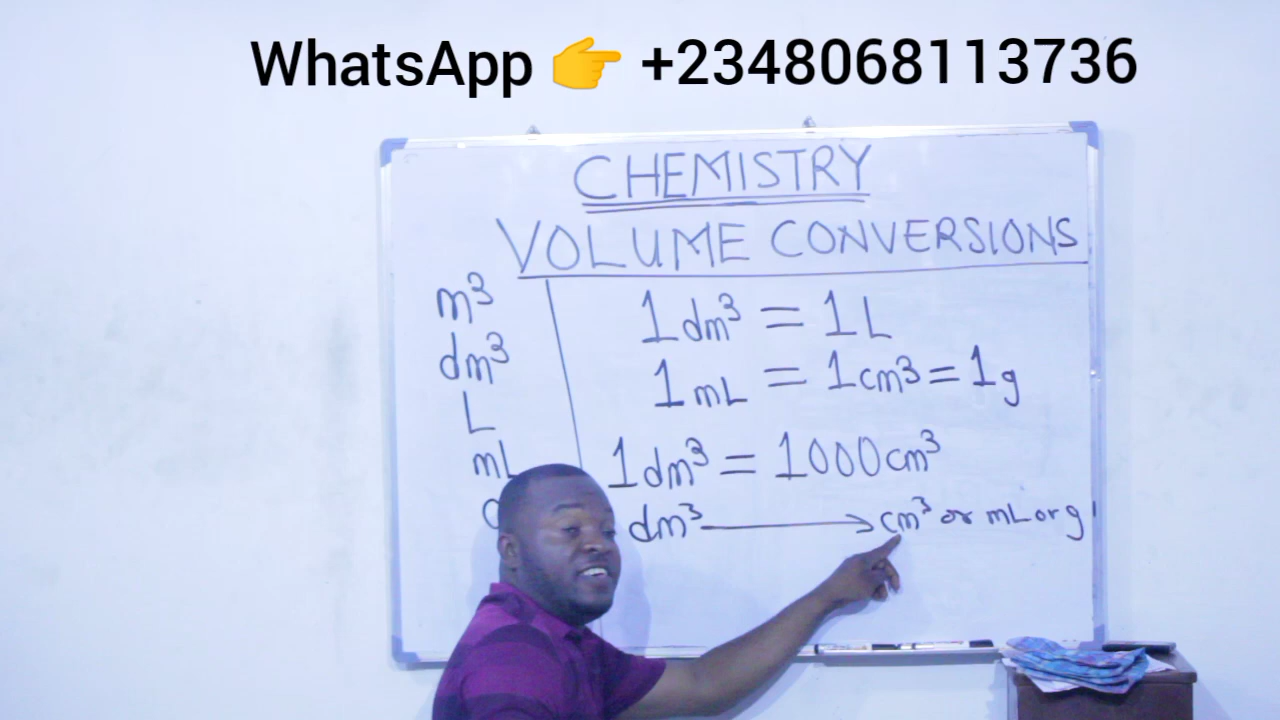 WhatsApp 👉 +2348068113736
CHEMISTRY
VOLUME CONVERSIONS
m³
dm³
L
mL
1dm³ = 1L
1mL = 1cm³ = 1g
1dm³ = 1000cm³
dm³ → cm³ or mL or g